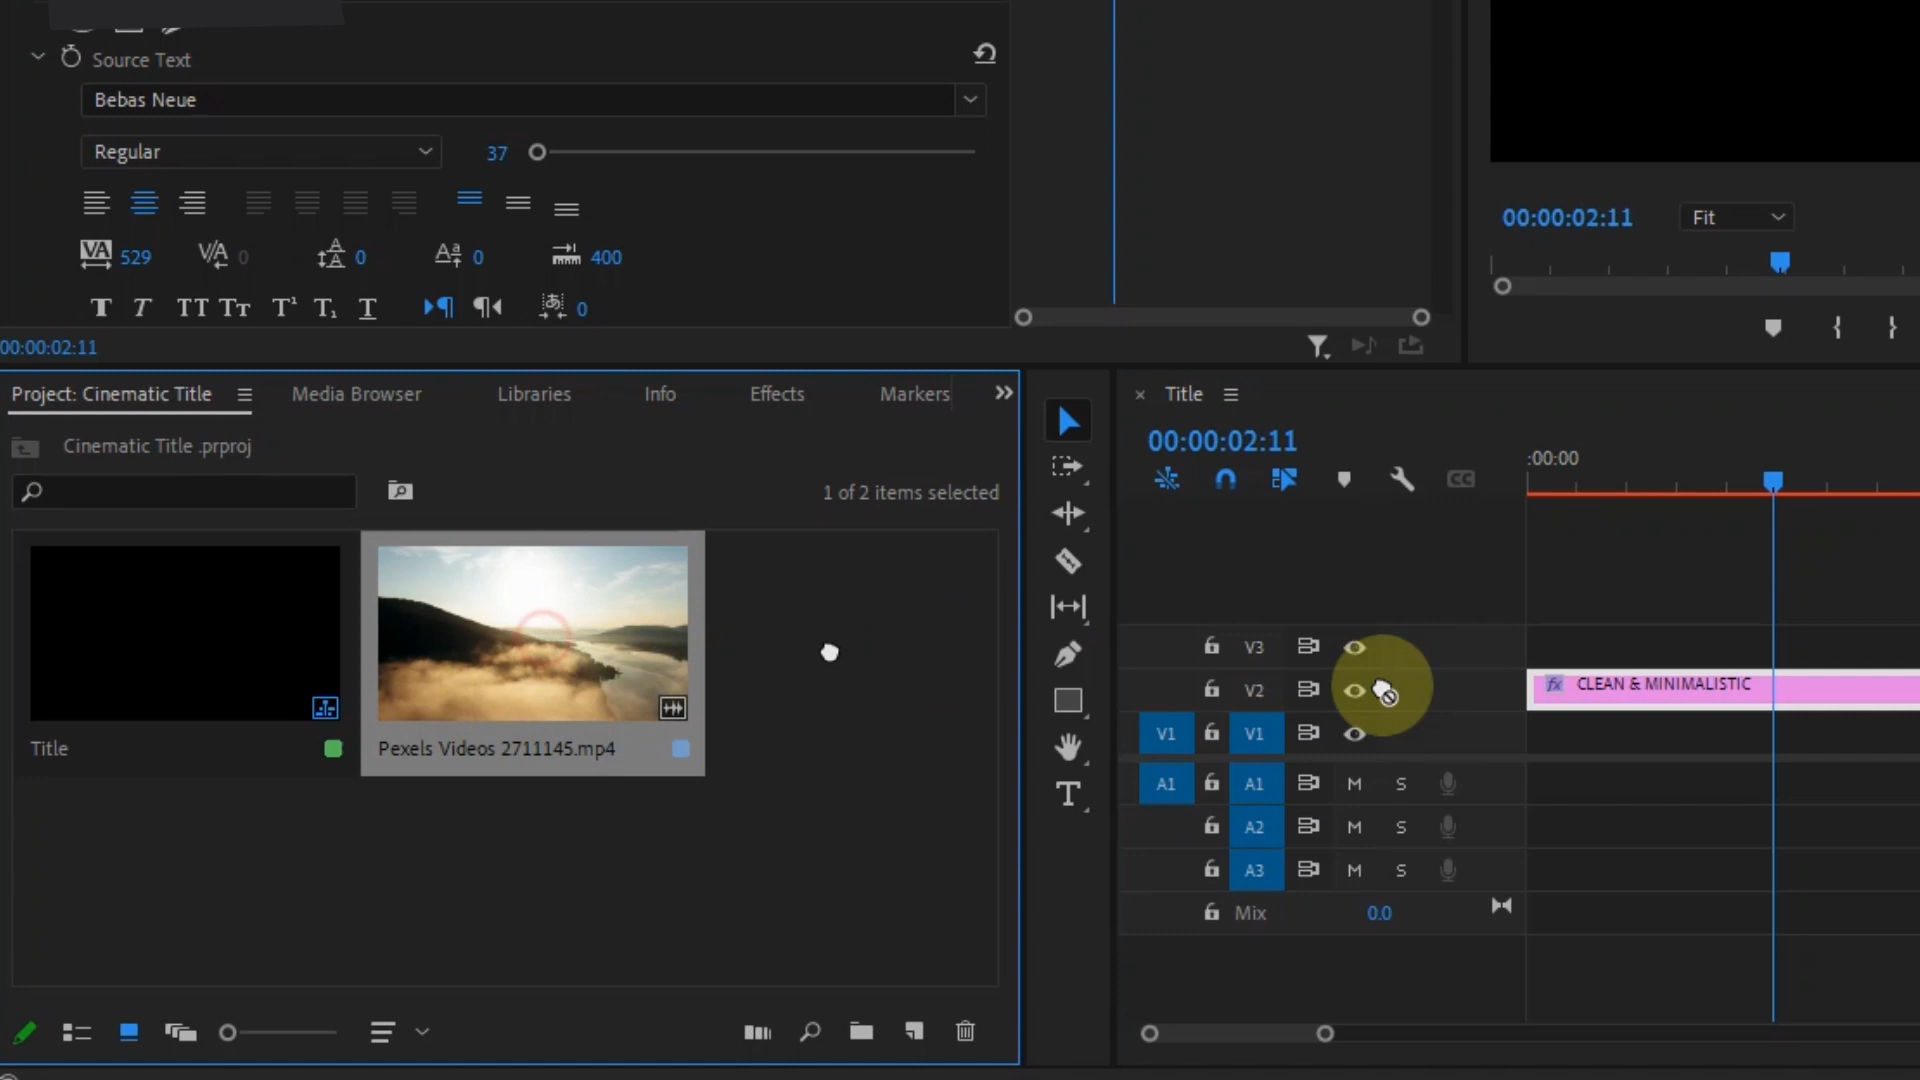 Source Text
Bebas Neue
Regular
37
VA 529 V/A 0 0 0 400
0
00:00:02:11
00:00:02:11 Fit
Project: Cinematic Title Media Browser Libraries Info Effects Markers
Cinematic Title .prproj
1 of 2 items selected
Title
Pexels Videos 2711145.mp4
Title
00:00:02:11
:00:00
CC
V3
V2
fx CLEAN & MINIMALISTIC
V1 V1
A1 A1 M S
A2 M S
A3 M S
Mix 0.0